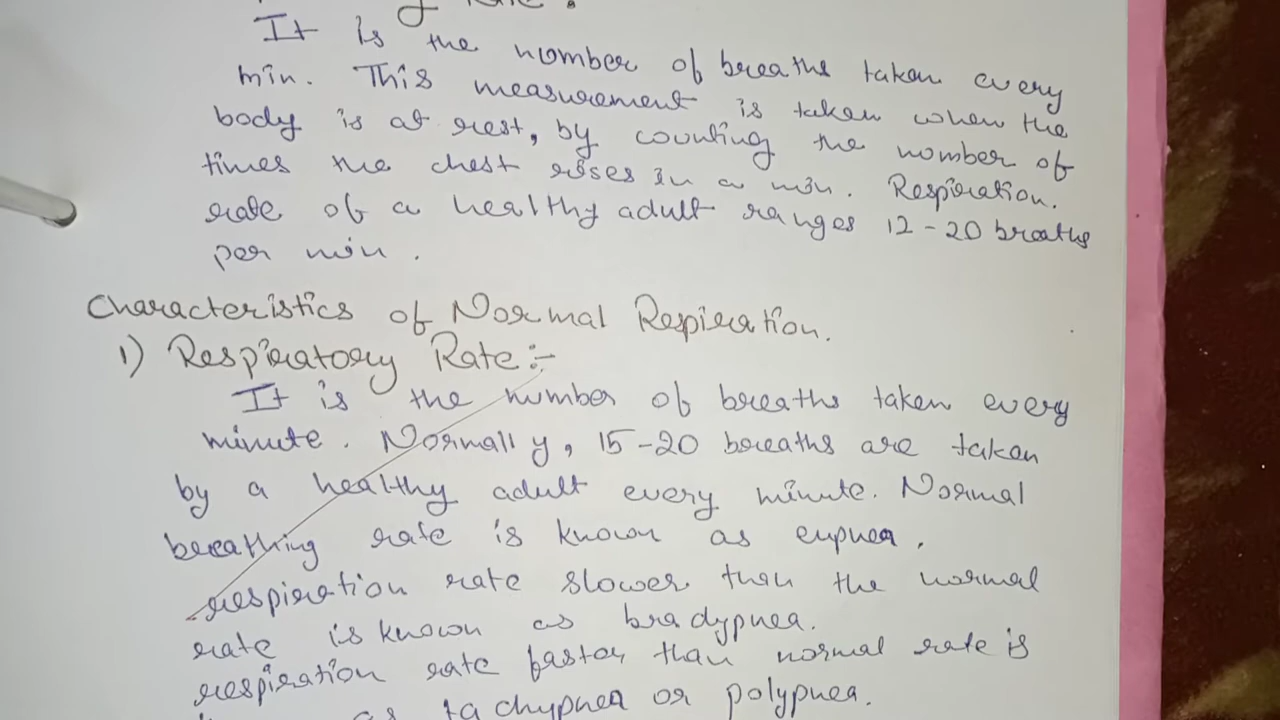 Rate :
It is the number of breaths taken every
min. This measurement is taken when the
body is at rest, by counting the number of
times the chest rises in a min. Respiration.
rate of a healthy adult ranges 12-20 breaths
per min.
Characteristics of Normal Respiration.
1) Respiratory Rate :-
It is the number of breaths taken every
minute. Normally, 15-20 breaths are taken
by a healthy adult every minute. Normal
breathing rate is known as eupnea.
respiration rate slower than the normal
rate is known as bradypnea.
respiration rate faster than normal rate is
as tachypnea or polypnea.